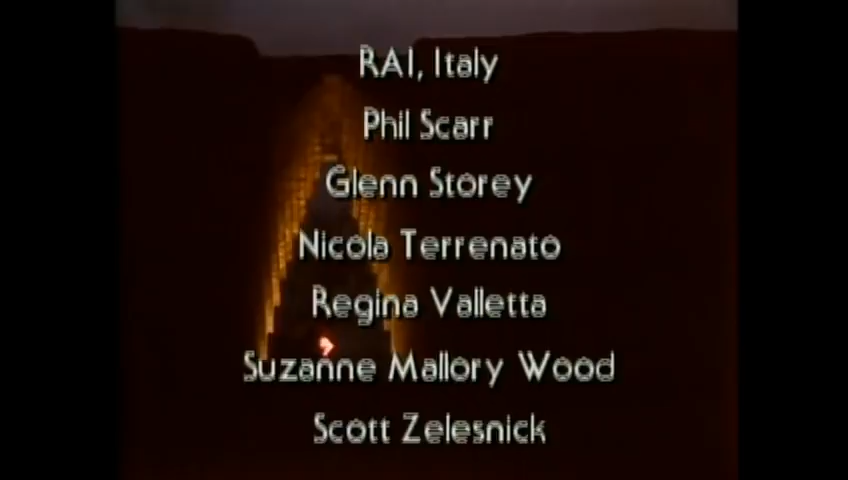 RAI, Italy
Phil Scarr
Glenn Storey
Nicola Terrenato
Regina Valletta
Suzanne Mallory Wood
Scott Zelesnick